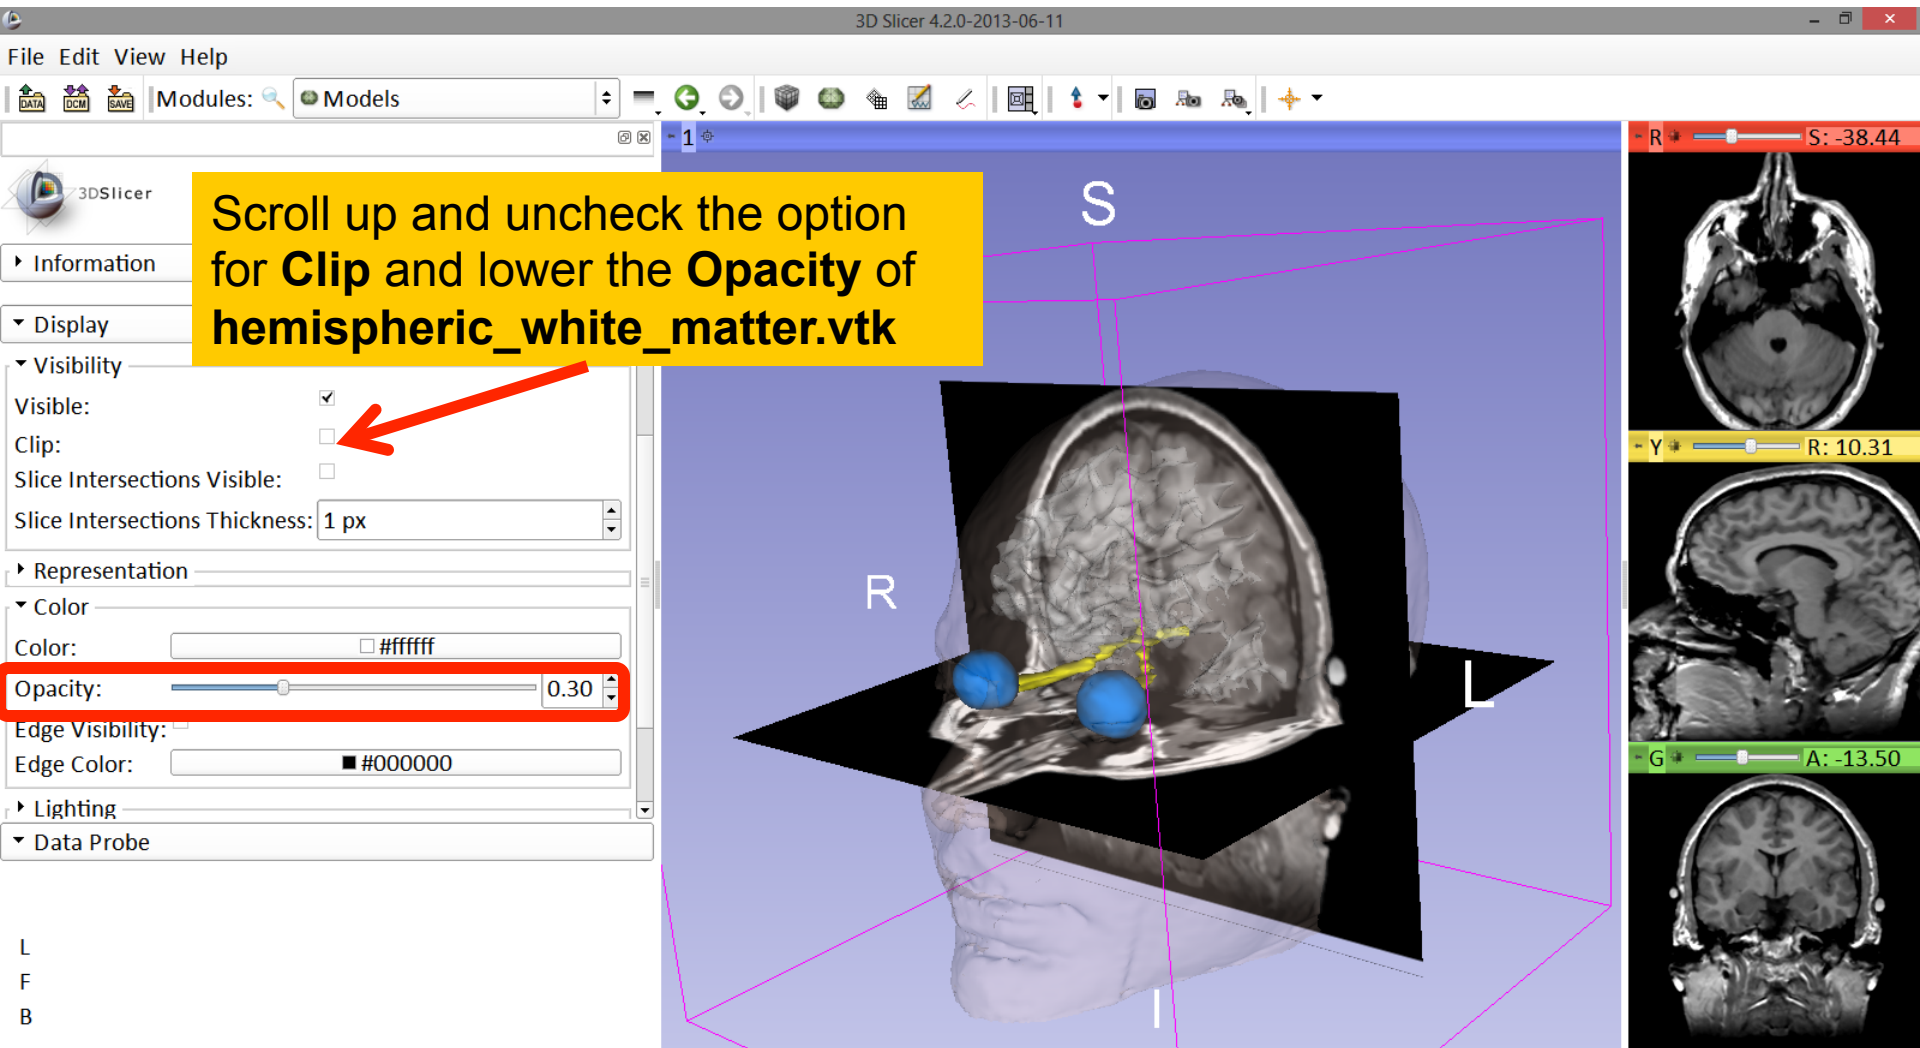 3D Slicer 4.2.0-2013-06-11
File Edit View Help
DATA DCM SAVE Modules: Models
1
R S: -38.44
3DSlicer
Scroll up and uncheck the option
for Clip and lower the Opacity of
hemispheric_white_matter.vtk
Information
Display
Visibility
Visible:
Clip:
Slice Intersections Visible:
Slice Intersections Thickness: 1 px
Representation
Color
Color: #ffffff
Opacity: 0.30
Edge Visibility:
Edge Color: #000000
Lighting
Data Probe
L
F
B
S
R
L
I
Y R: 10.31
G A: -13.50